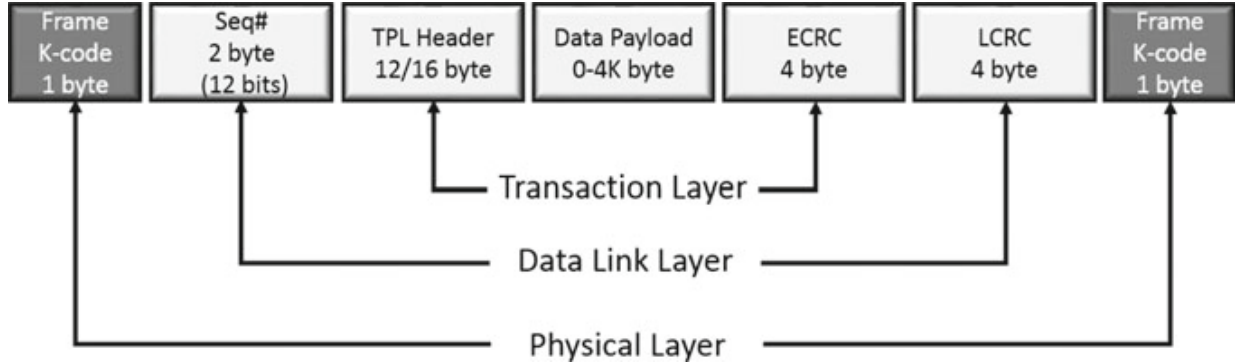 Frame
K-code
1 byte
Seq#
2 byte
(12 bits)
TPL Header
12/16 byte
Data Payload
0-4K byte
ECRC
4 byte
LCRC
4 byte
Frame
K-code
1 byte
Transaction Layer
Data Link Layer
Physical Layer